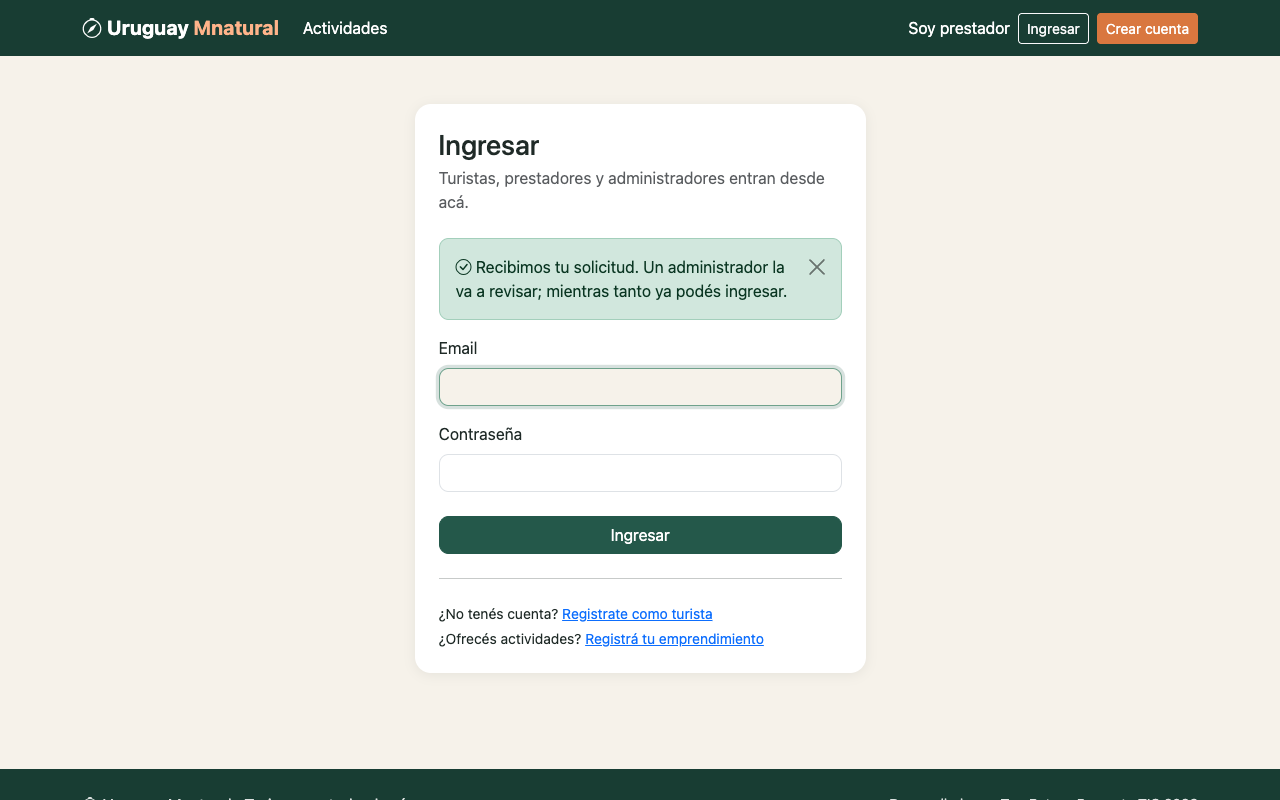 Uruguay Mnatural
Actividades
Soy prestador
Ingresar
Crear cuenta
Ingresar
Turistas, prestadores y administradores entran desde
acá.
Recibimos tu solicitud. Un administrador la
va a revisar; mientras tanto ya podés ingresar.
Email
Contraseña
Ingresar
¿No tenés cuenta? Registrate como turista
¿Ofrecés actividades? Registrá tu emprendimiento